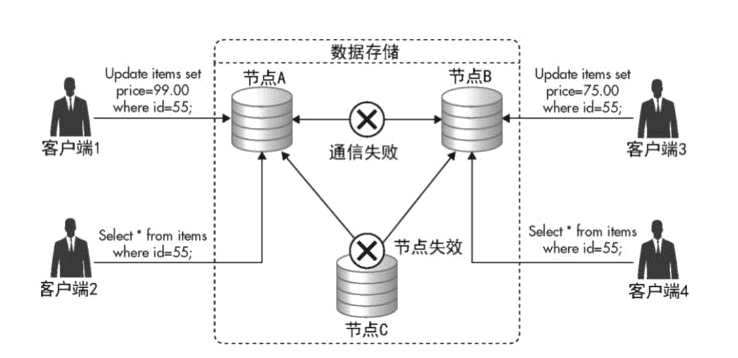 数据存储
Update items set
price=99.00
where id=55;
节点A
节点B
Update items set
price=75.00
where id=55;
客户端1
通信失败
客户端3
Select * from items
where id=55;
节点失效
Select * from items
where id=55;
客户端2
客户端4
节点C